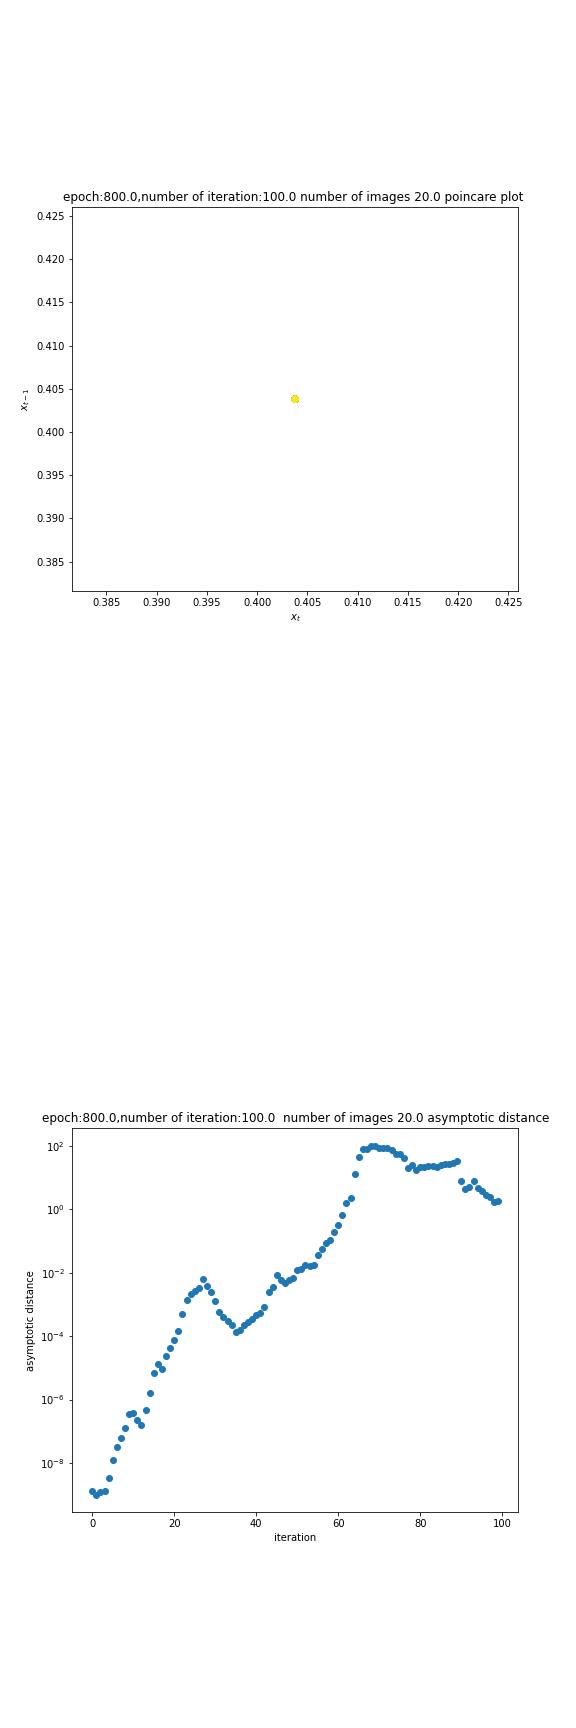 epoch:800.0,number of iteration:100.0 number of images 20.0 poincare plot
0.425
0.420
0.415
0.410
0.405
0.400
0.395
0.390
0.385
x_{t-1}
0.385 0.390 0.395 0.400 0.405 0.410 0.415 0.420 0.425
x_t
epoch:800.0,number of iteration:100.0  number of images 20.0 asymptotic distance
10^2
10^0
10^{-2}
10^{-4}
10^{-6}
10^{-8}
asymptotic distance
0 20 40 60 80 100
iteration